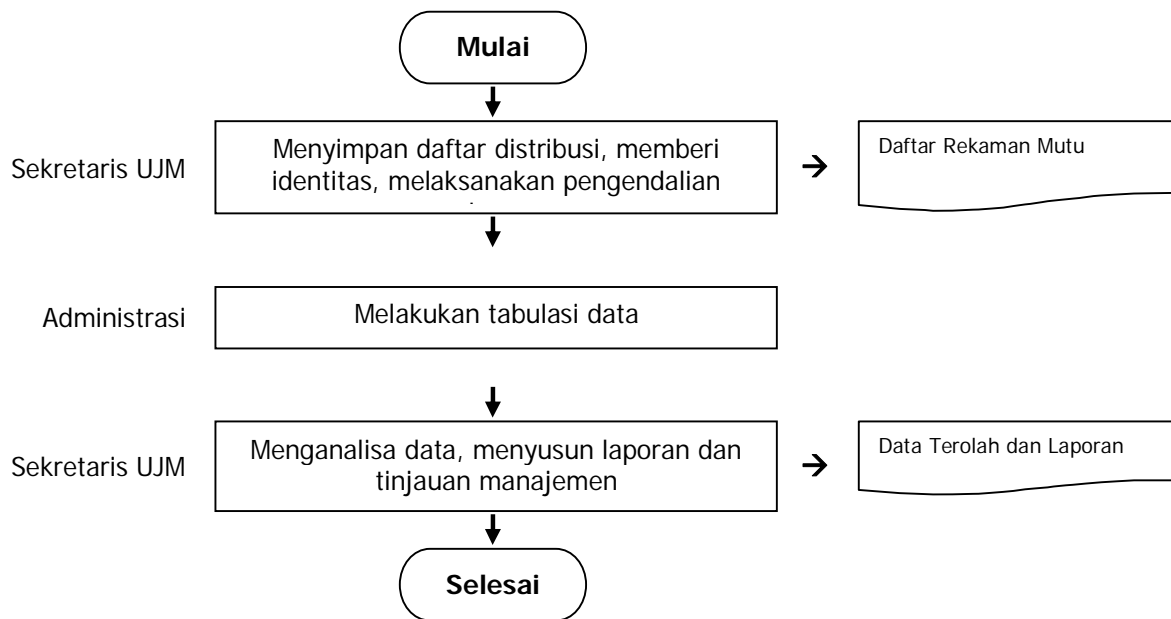 Mulai
Sekretaris UJM
Menyimpan daftar distribusi, memberi
identitas, melaksanakan pengendalian
Daftar Rekaman Mutu
Administrasi
Melakukan tabulasi data
Sekretaris UJM
Menganalisa data, menyusun laporan dan
tinjauan manajemen
Data Terolah dan Laporan
Selesai